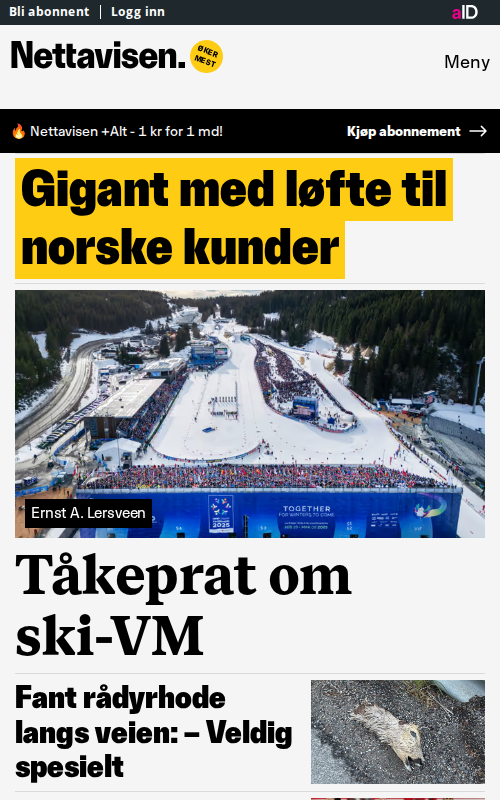 Bli abonnent | Logg inn
aID
Nettavisen.
ØKER
MEST
Meny
🔥 Nettavisen +Alt - 1 kr for 1 md!
Kjøp abonnement →
Gigant med løfte til
norske kunder
TOGETHER
FOR WINTERS TO COME
2025
Ernst A. Lersveen
Tåkeprat om
ski-VM
Fant rådyrhode
langs veien: – Veldig
spesielt